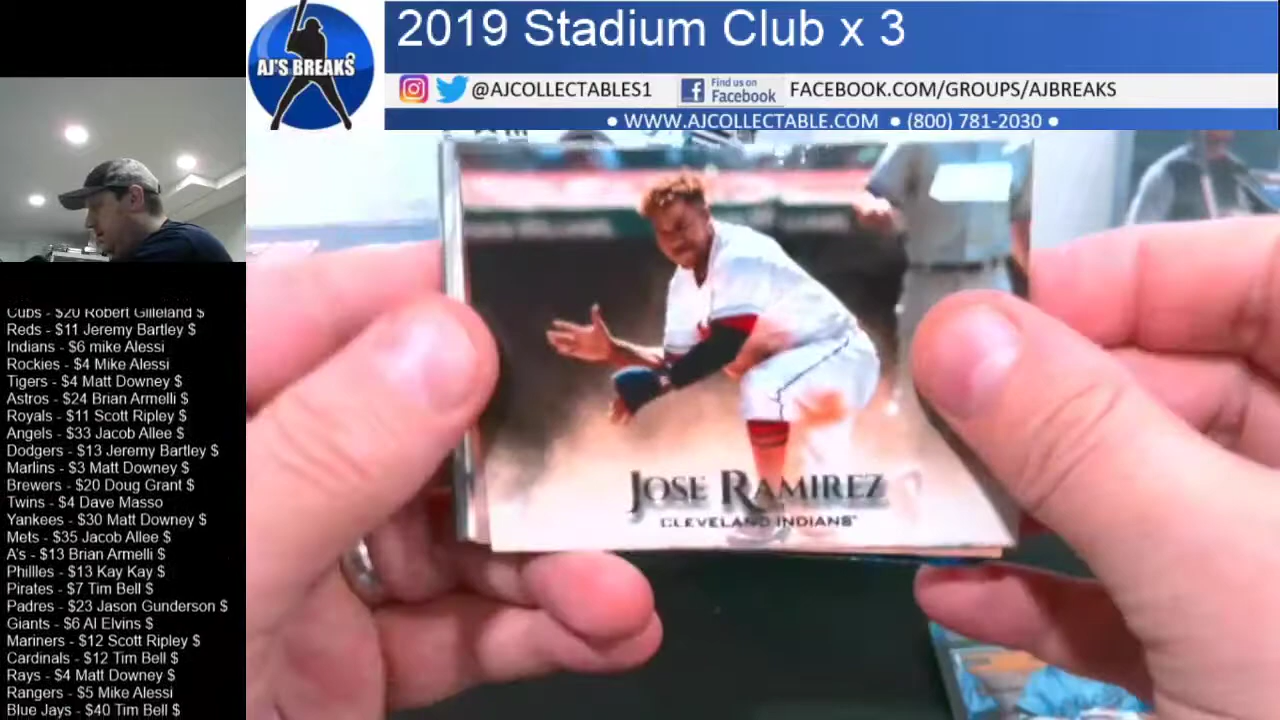 2019 Stadium Club x 3
AJ'S BREAKS
@AJCOLLECTABLES1
Find us on
Facebook
FACEBOOK.COM/GROUPS/AJBREAKS
● WWW.AJCOLLECTABLE.COM ● (800) 781-2030 ●
Cubs - $20 Robert Gilleland $
Reds - $11 Jeremy Bartley $
Indians - $6 mike Alessi
Rockies - $4 Mike Alessi
Tigers - $4 Matt Downey $
Astros - $24 Brian Armelli $
Royals - $11 Scott Ripley $
Angels - $33 Jacob Allee $
Dodgers - $13 Jeremy Bartley $
Marlins - $3 Matt Downey $
Brewers - $20 Doug Grant $
Twins - $4 Dave Masso
Yankees - $30 Matt Downey $
Mets - $35 Jacob Allee $
A's - $13 Brian Armelli $
Phillles - $13 Kay Kay $
Pirates - $7 Tim Bell $
Padres - $23 Jason Gunderson $
Giants - $6 Al Elvins $
Mariners - $12 Scott Ripley $
Cardinals - $12 Tim Bell $
Rays - $4 Matt Downey $
Rangers - $5 Mike Alessi
Blue Jays - $40 Tim Bell $
JOSE RAMIREZ
CLEVELAND INDIANS